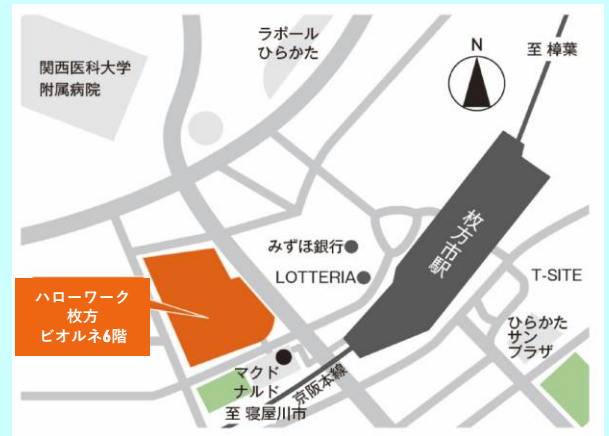 ラポール
ひらかた
N
至 樟葉
関西医科大学
附属病院
枚方市駅
みずほ銀行
LOTTERIA
T-SITE
ハローワーク
枚方
ビオルネ6階
ひらかた
サン
プラザ
マクド
ナルド
京阪本線
至 寝屋川市